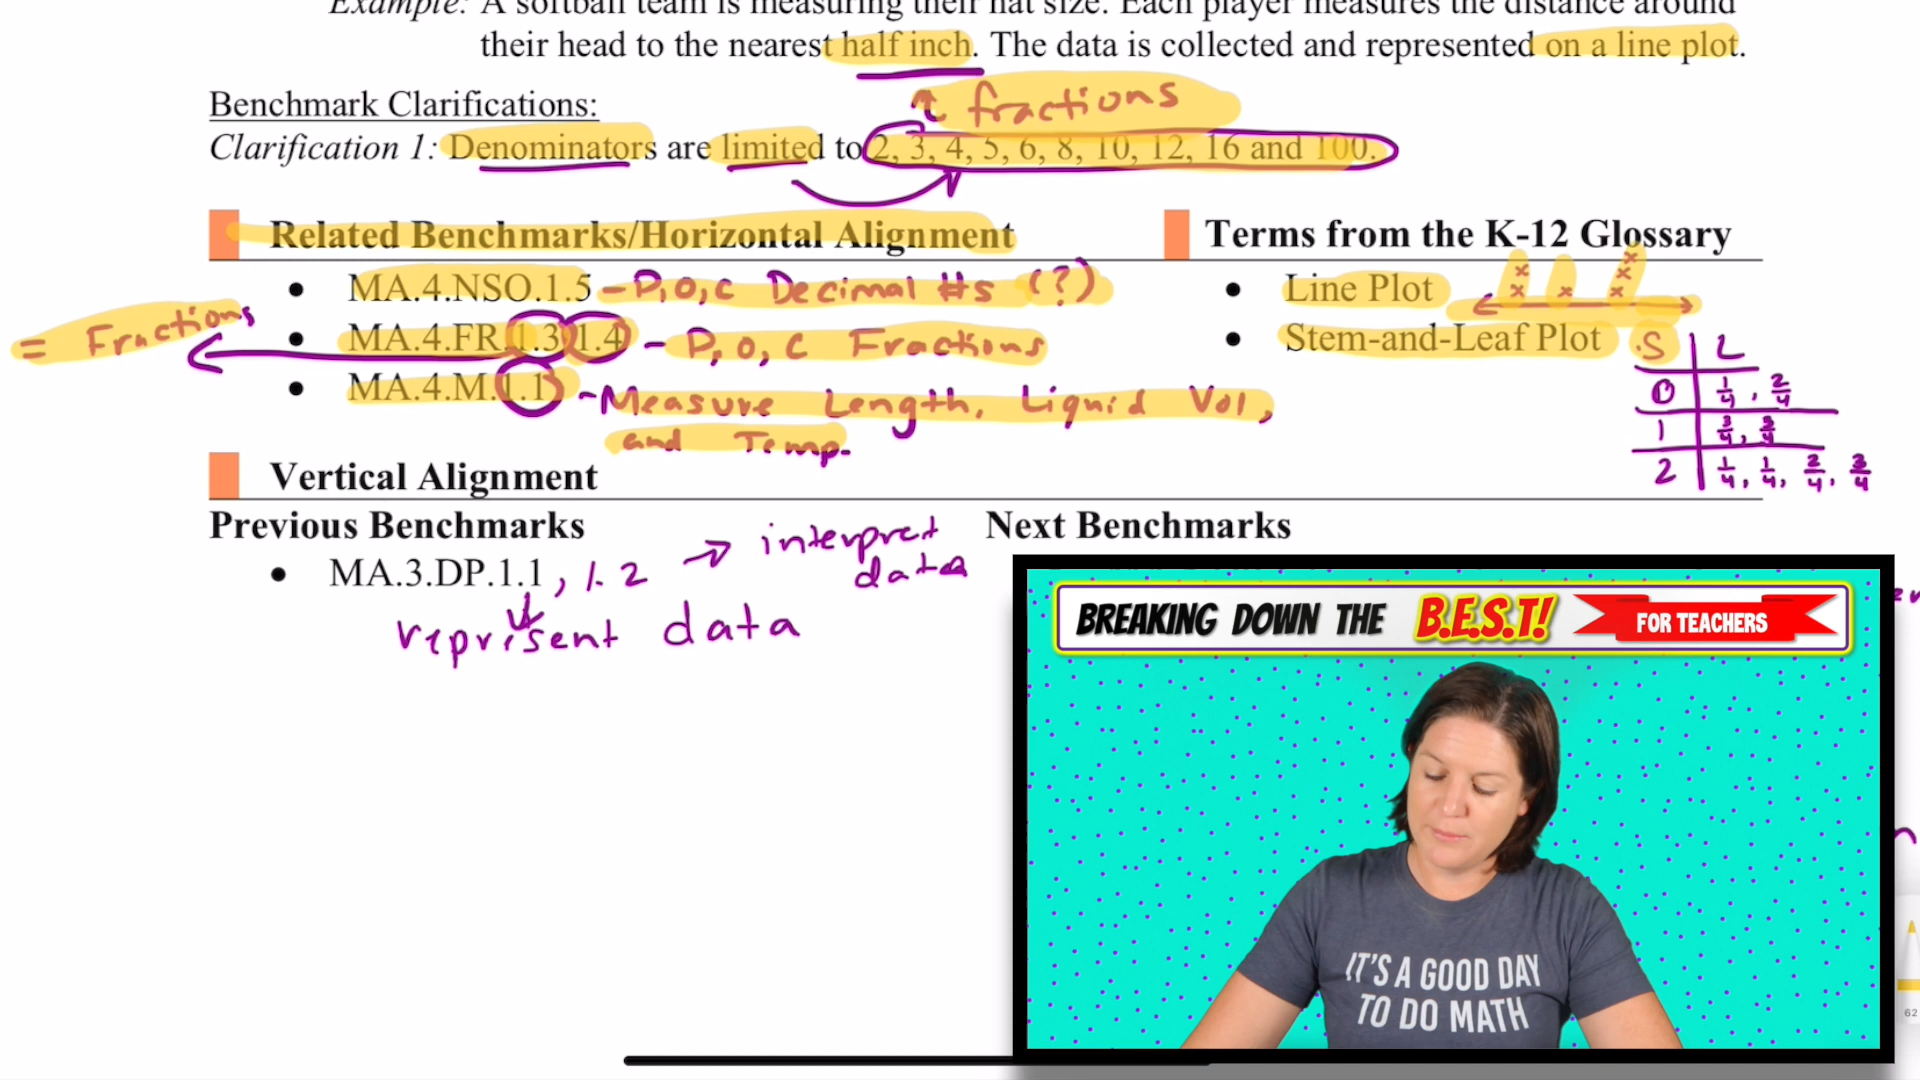 Example: A softball team is measuring their hat size. Each player measures the distance around
their head to the nearest half inch. The data is collected and represented on a line plot.
fractions
Benchmark Clarifications:
Clarification 1: Denominators are limited to 2, 3, 4, 5, 6, 8, 10, 12, 16 and 100.
Related Benchmarks/Horizontal Alignment
• MA.4.NSO.1.5 - P, O, C Decimal #s (?)
= Fractions
• MA.4.FR.1.3, 1.4 - P, O, C Fractions
• MA.4.M.1.1 - Measure Length, Liquid Vol,
and Temp.
Terms from the K-12 Glossary
• Line Plot
x x x x x x x
• Stem-and-Leaf Plot
S L
0 1/4, 2/4
1 3/4, 3/4
2 1/4, 1/4, 2/4, 3/4
Vertical Alignment
Previous Benchmarks
• MA.3.DP.1.1, 1.2 → interpret
data
represent data
Next Benchmarks
BREAKING DOWN THE B.E.S.T! FOR TEACHERS
IT'S A GOOD DAY
TO DO MATH
62